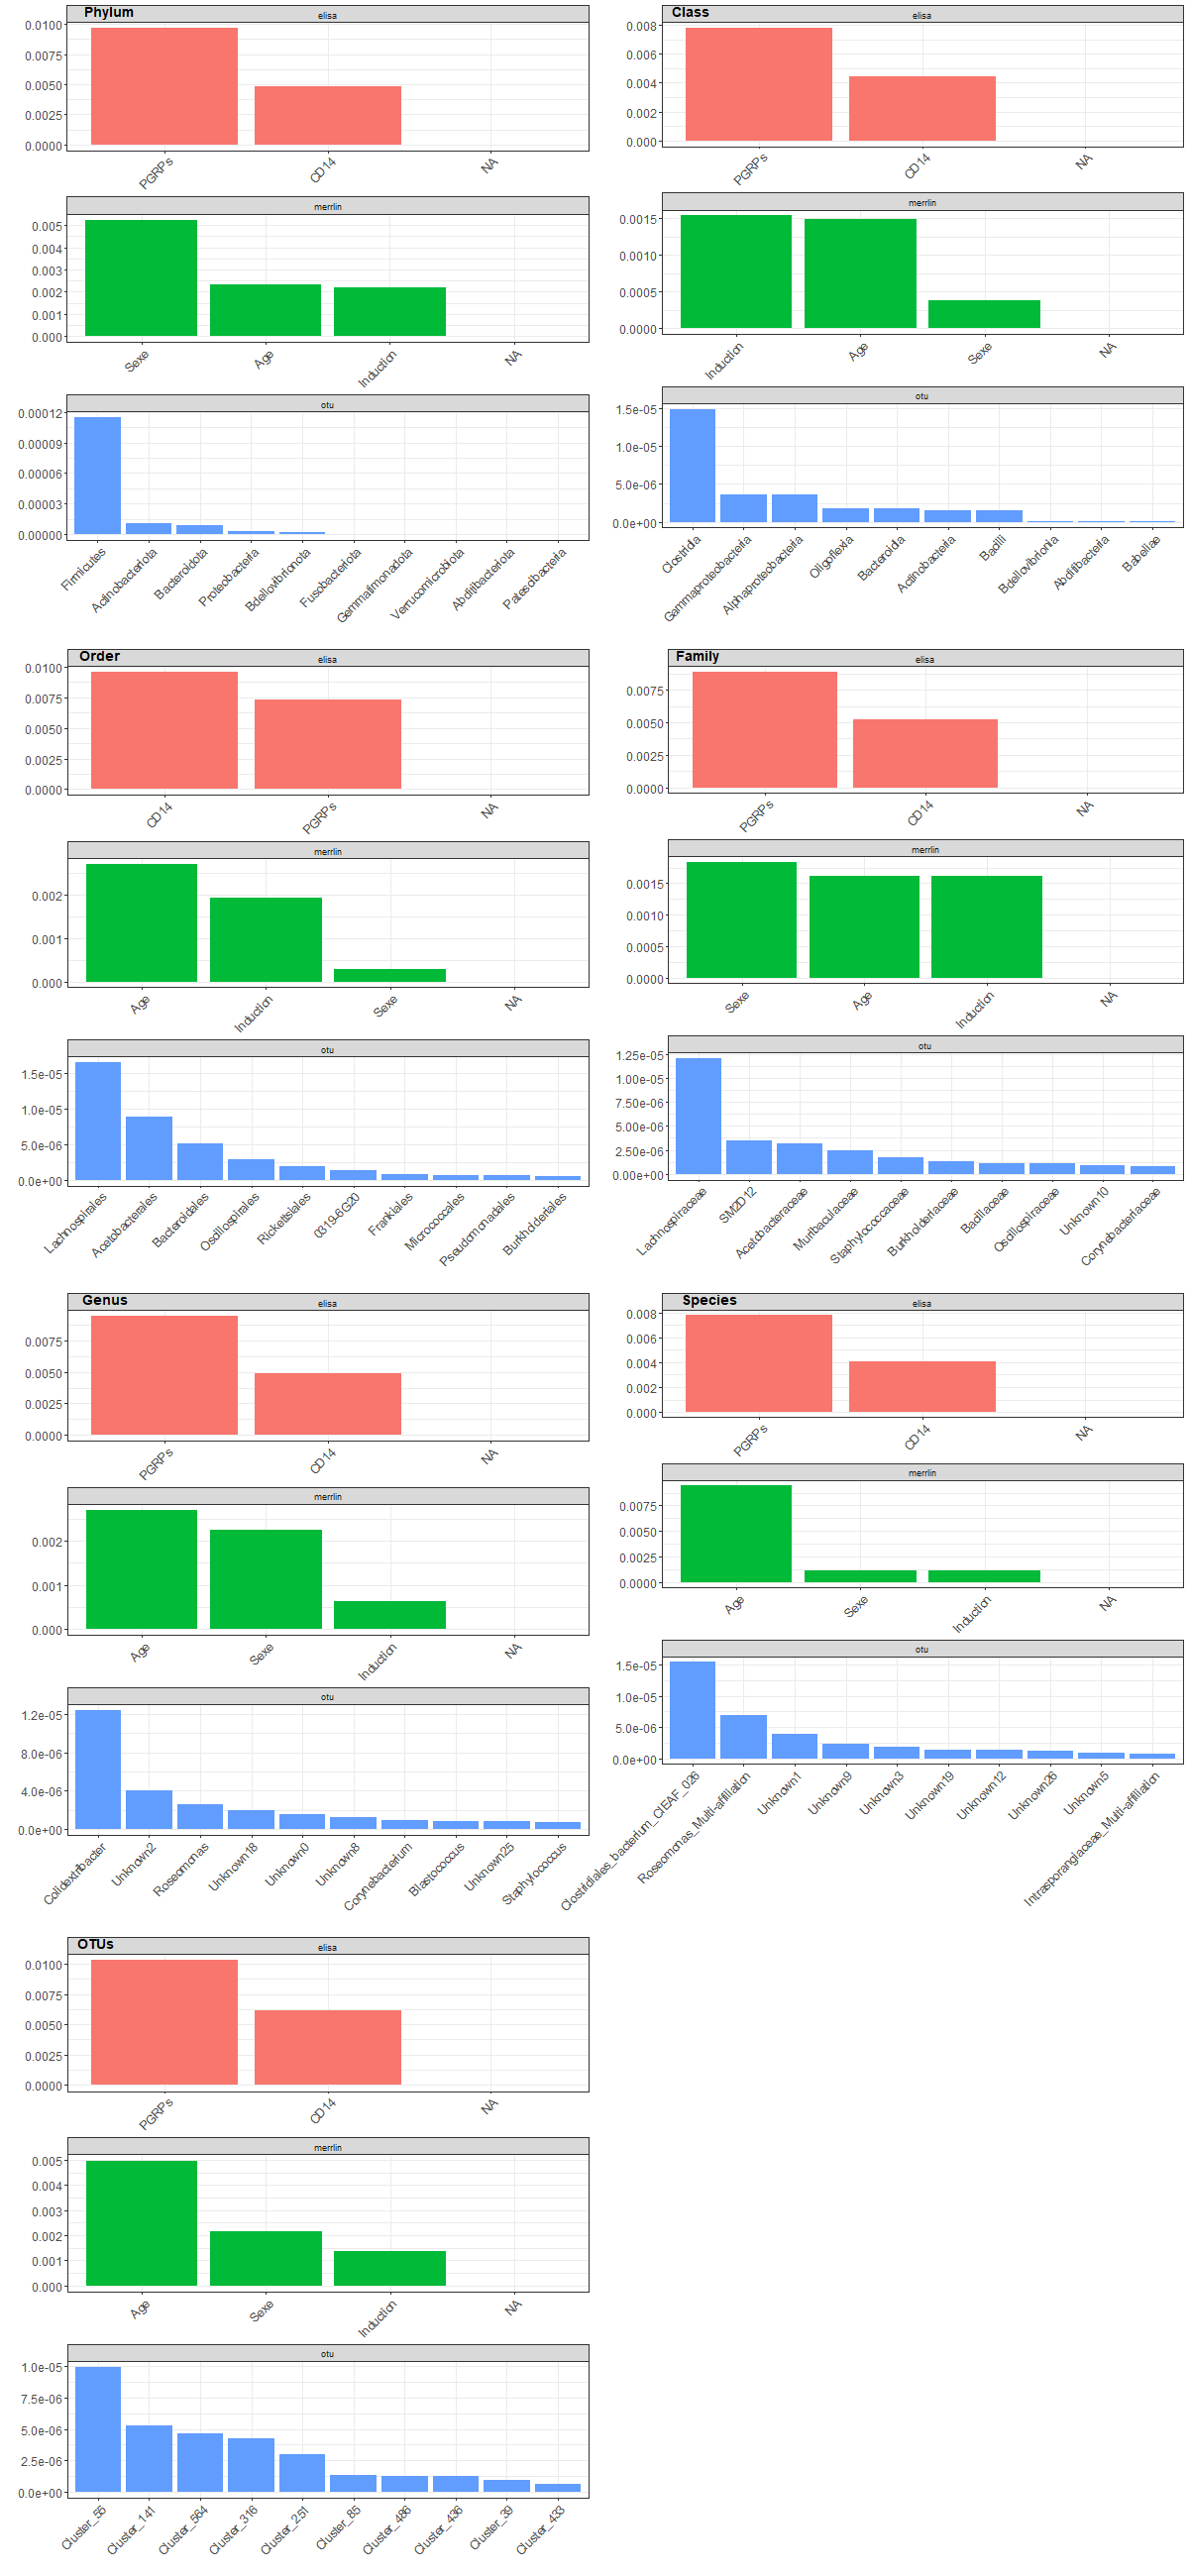 Phylum
elisa
0.0100
0.0075
0.0050
0.0025
0.0000
PGRPs
CD14
NA
merrlin
0.005
0.004
0.003
0.002
0.001
0.000
Sexe
Age
Induction
NA
otu
0.00012
0.00009
0.00006
0.00003
0.00000
Firmicutes
Actinobacteriota
Bacteroidota
Proteobacteria
Bdellovibrionota
Fusobacteriota
Gemmatimonadota
Verrucomicrobiota
Abditibacteriota
Patescibacteria
Class
elisa
0.008
0.006
0.004
0.002
0.000
PGRPs
CD14
NA
merrlin
0.0015
0.0010
0.0005
0.0000
Induction
Age
Sexe
NA
otu
1.5e-05
1.0e-05
5.0e-06
0.0e+00
Clostridia
Gammaproteobacteria
Alphaproteobacteria
Oligoflexia
Bacteroidia
Actinobacteria
Bacilli
Bdellovibrionia
Abditibacteria
Babeliae
Order
elisa
0.0100
0.0075
0.0050
0.0025
0.0000
CD14
PGRPs
NA
merrlin
0.002
0.001
0.000
Age
Induction
Sexe
NA
otu
1.5e-05
1.0e-05
5.0e-06
0.0e+00
Lachnospirales
Acetobacterales
Bacteroidales
Oscillospirales
Rickettsiales
0319-6G20
Frankiales
Micrococcales
Pseudomonadales
Burkholderiales
Family
elisa
0.0075
0.0050
0.0025
0.0000
PGRPs
CD14
NA
merrlin
0.0015
0.0010
0.0005
0.0000
Sexe
Age
Induction
NA
otu
1.25e-05
1.00e-05
7.50e-06
5.00e-06
2.50e-06
0.00e+00
Lachnospiraceae
SM2D12
Acetobacteraceae
Muribaculaceae
Staphylococcaceae
Burkholderiaceae
Bacillaceae
Oscillospiraceae
Unknown10
Corynebacteriaceae
Genus
elisa
0.0075
0.0050
0.0025
0.0000
PGRPs
CD14
NA
merrlin
0.002
0.001
0.000
Age
Sexe
Induction
NA
otu
1.2e-05
8.0e-06
4.0e-06
0.0e+00
Colidextribacter
Unknown2
Roseomonas
Unknown18
Unknown0
Unknown8
Corynebacterium
Blastococcus
Unknown25
Staphylococcus
Species
elisa
0.008
0.006
0.004
0.002
0.000
PGRPs
CD14
NA
merrlin
0.0075
0.0050
0.0025
0.0000
Age
Sexe
Induction
NA
otu
1.5e-05
1.0e-05
5.0e-06
0.0e+00
Clostridiales_bacterium_CIEAF_026
Roseomonas_Multi-affiliation
Unknown1
Unknown9
Unknown3
Unknown19
Unknown12
Unknown26
Unknown5
Intrasporangiaceae_Multi-affiliation
OTUs
elisa
0.0100
0.0075
0.0050
0.0025
0.0000
PGRPs
CD14
NA
merrlin
0.005
0.004
0.003
0.002
0.001
0.000
Age
Sexe
Induction
NA
otu
1.0e-05
7.5e-06
5.0e-06
2.5e-06
0.0e+00
Cluster_55
Cluster_141
Cluster_564
Cluster_316
Cluster_251
Cluster_85
Cluster_486
Cluster_436
Cluster_39
Cluster_433